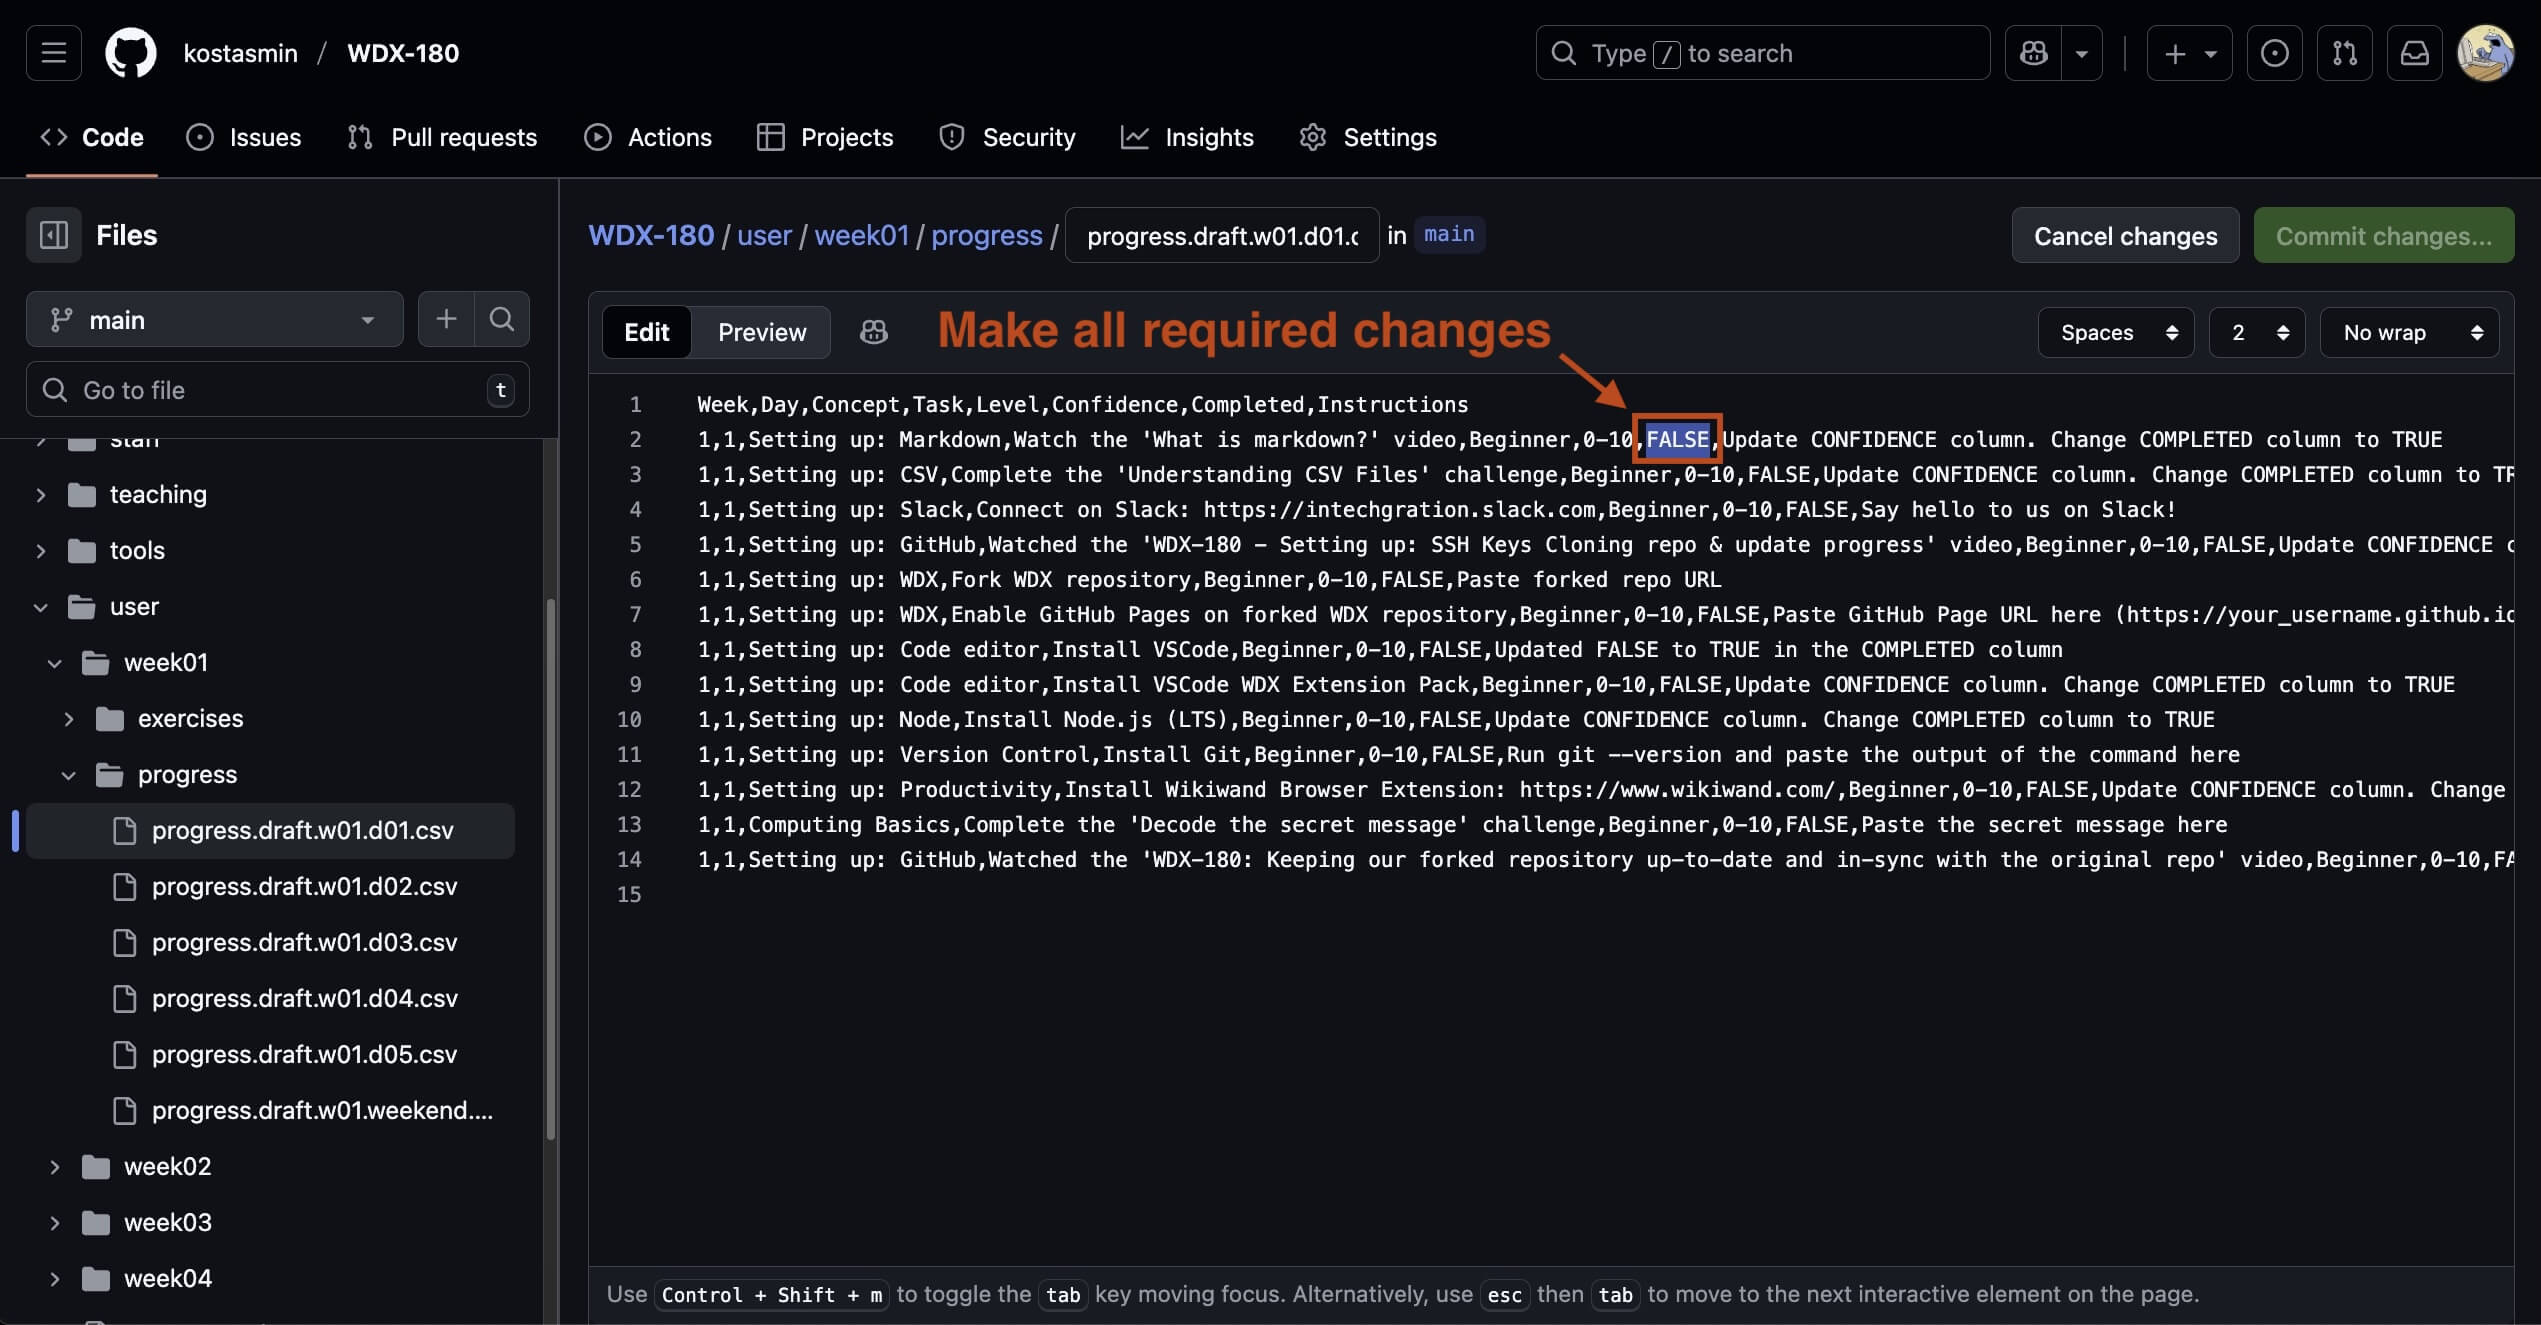 kostasmin / WDX-180
Type / to search
Code Issues Pull requests Actions Projects Security Insights Settings
Files
main
Go to file t
staff
teaching
tools
user
week01
exercises
progress
progress.draft.w01.d01.csv
progress.draft.w01.d02.csv
progress.draft.w01.d03.csv
progress.draft.w01.d04.csv
progress.draft.w01.d05.csv
progress.draft.w01.weekend....
week02
week03
week04
WDX-180 / user / week01 / progress / progress.draft.w01.d01.c in main
Cancel changes Commit changes...
Edit Preview
Make all required changes
Spaces 2 No wrap
1 Week,Day,Concept,Task,Level,Confidence,Completed,Instructions
2 1,1,Setting up: Markdown,Watch the 'What is markdown?' video,Beginner,0-10,FALSE,Update CONFIDENCE column. Change COMPLETED column to TRUE
3 1,1,Setting up: CSV,Complete the 'Understanding CSV Files' challenge,Beginner,0-10,FALSE,Update CONFIDENCE column. Change COMPLETED column to TR
4 1,1,Setting up: Slack,Connect on Slack: https://intechgration.slack.com,Beginner,0-10,FALSE,Say hello to us on Slack!
5 1,1,Setting up: GitHub,Watched the 'WDX-180 - Setting up: SSH Keys Cloning repo & update progress' video,Beginner,0-10,FALSE,Update CONFIDENCE c
6 1,1,Setting up: WDX,Fork WDX repository,Beginner,0-10,FALSE,Paste forked repo URL
7 1,1,Setting up: WDX,Enable GitHub Pages on forked WDX repository,Beginner,0-10,FALSE,Paste GitHub Page URL here (https://your_username.github.io
8 1,1,Setting up: Code editor,Install VSCode,Beginner,0-10,FALSE,Updated FALSE to TRUE in the COMPLETED column
9 1,1,Setting up: Code editor,Install VSCode WDX Extension Pack,Beginner,0-10,FALSE,Update CONFIDENCE column. Change COMPLETED column to TRUE
10 1,1,Setting up: Node,Install Node.js (LTS),Beginner,0-10,FALSE,Update CONFIDENCE column. Change COMPLETED column to TRUE
11 1,1,Setting up: Version Control,Install Git,Beginner,0-10,FALSE,Run git --version and paste the output of the command here
12 1,1,Setting up: Productivity,Install Wikiwand Browser Extension: https://www.wikiwand.com/,Beginner,0-10,FALSE,Update CONFIDENCE column. Change
13 1,1,Computing Basics,Complete the 'Decode the secret message' challenge,Beginner,0-10,FALSE,Paste the secret message here
14 1,1,Setting up: GitHub,Watched the 'WDX-180: Keeping our forked repository up-to-date and in-sync with the original repo' video,Beginner,0-10,FA
15
Use Control + Shift + m to toggle the tab key moving focus. Alternatively, use esc then tab to move to the next interactive element on the page.